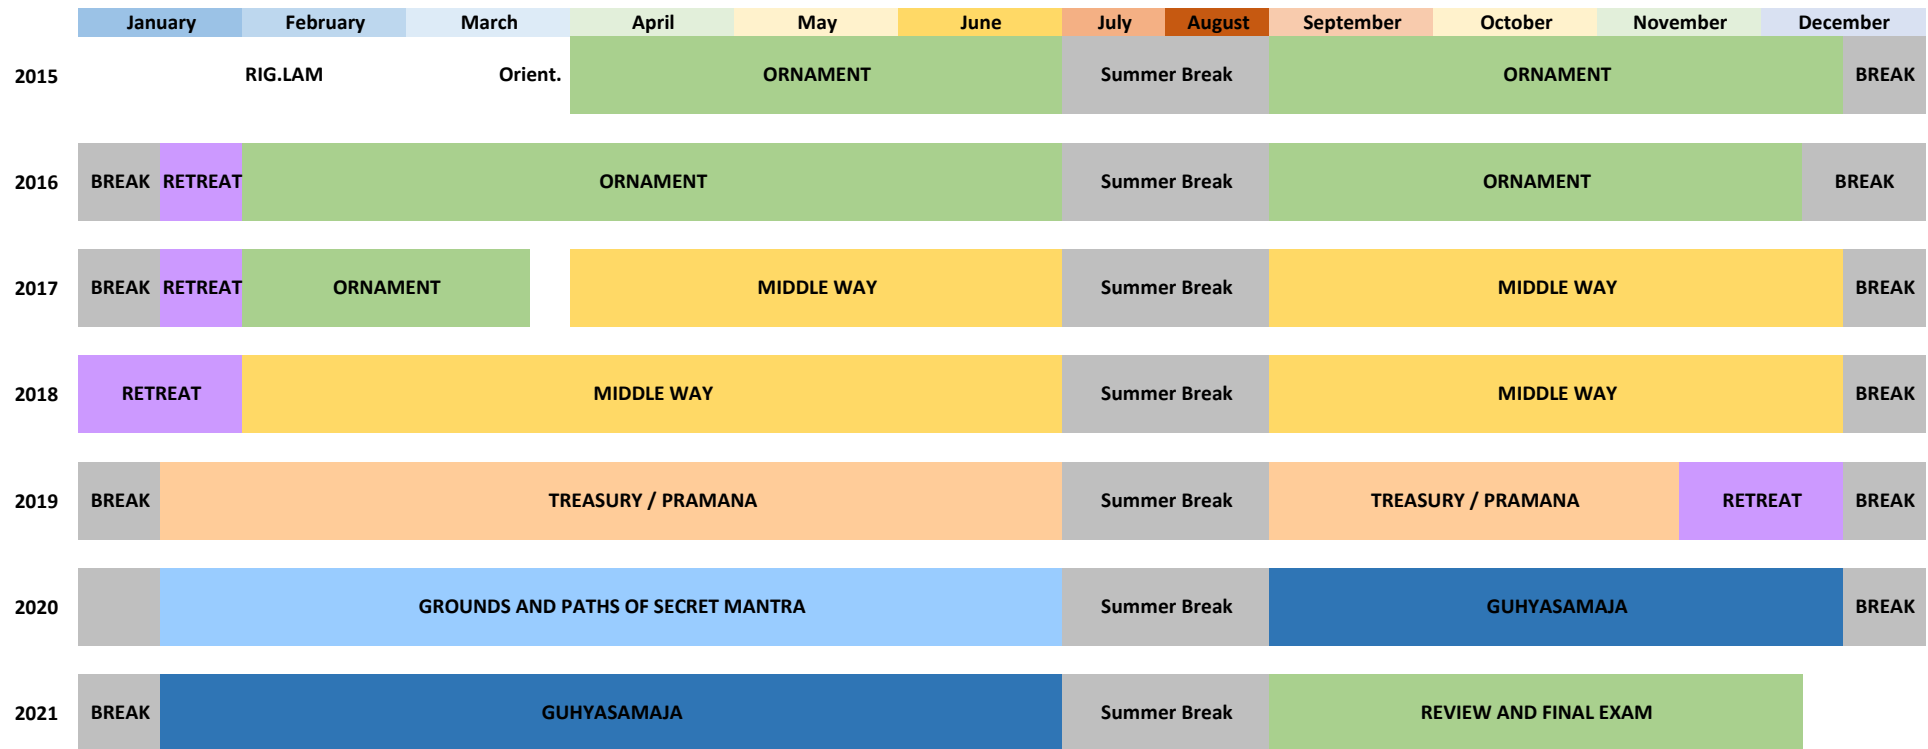 January February March April May June July August September October November December
2015 RIG.LAM Orient. ORNAMENT Summer Break ORNAMENT BREAK
2016 BREAK RETREAT ORNAMENT Summer Break ORNAMENT BREAK
2017 BREAK RETREAT ORNAMENT MIDDLE WAY Summer Break MIDDLE WAY BREAK
2018 RETREAT MIDDLE WAY Summer Break MIDDLE WAY BREAK
2019 BREAK TREASURY / PRAMANA Summer Break TREASURY / PRAMANA RETREAT BREAK
2020 GROUNDS AND PATHS OF SECRET MANTRA Summer Break GUHYASAMAJA BREAK
2021 BREAK GUHYASAMAJA Summer Break REVIEW AND FINAL EXAM